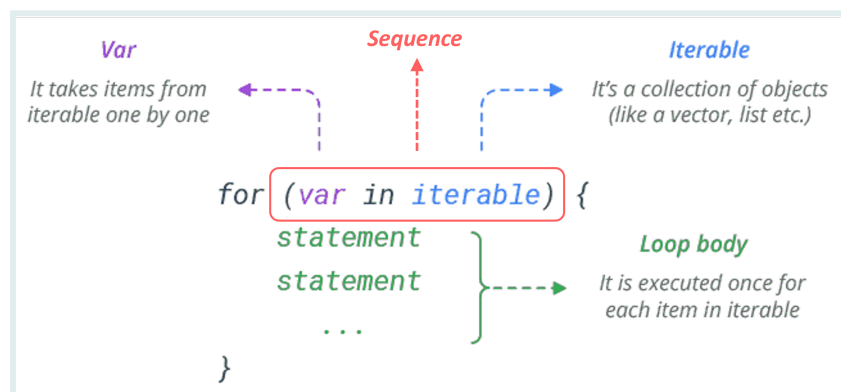 Var
Sequence
Iterable
It takes items from
iterable one by one
It’s a collection of objects
(like a vector, list etc.)
for (var in iterable) {
statement
statement
...
}
Loop body
It is executed once for
each item in iterable